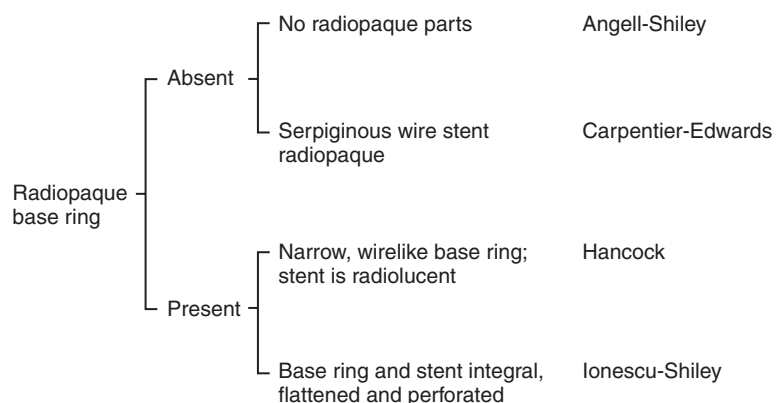 No radiopaque parts Angell-Shiley
Absent
Serpiginous wire stent Carpentier-Edwards
radiopaque
Radiopaque
base ring
Narrow, wirelike base ring; Hancock
stent is radiolucent
Present
Base ring and stent integral, Ionescu-Shiley
flattened and perforated